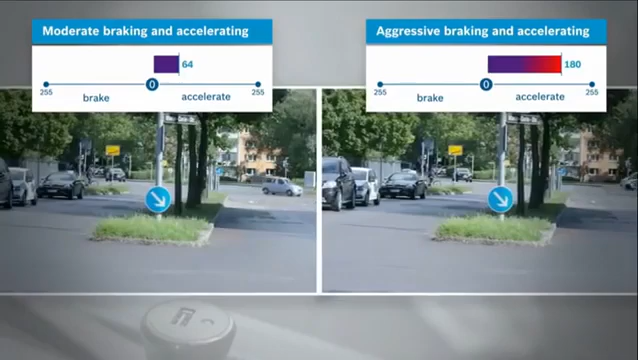 Moderate braking and accelerating
64
0
255
255
brake
accelerate
Aggressive braking and accelerating
180
0
255
255
brake
accelerate